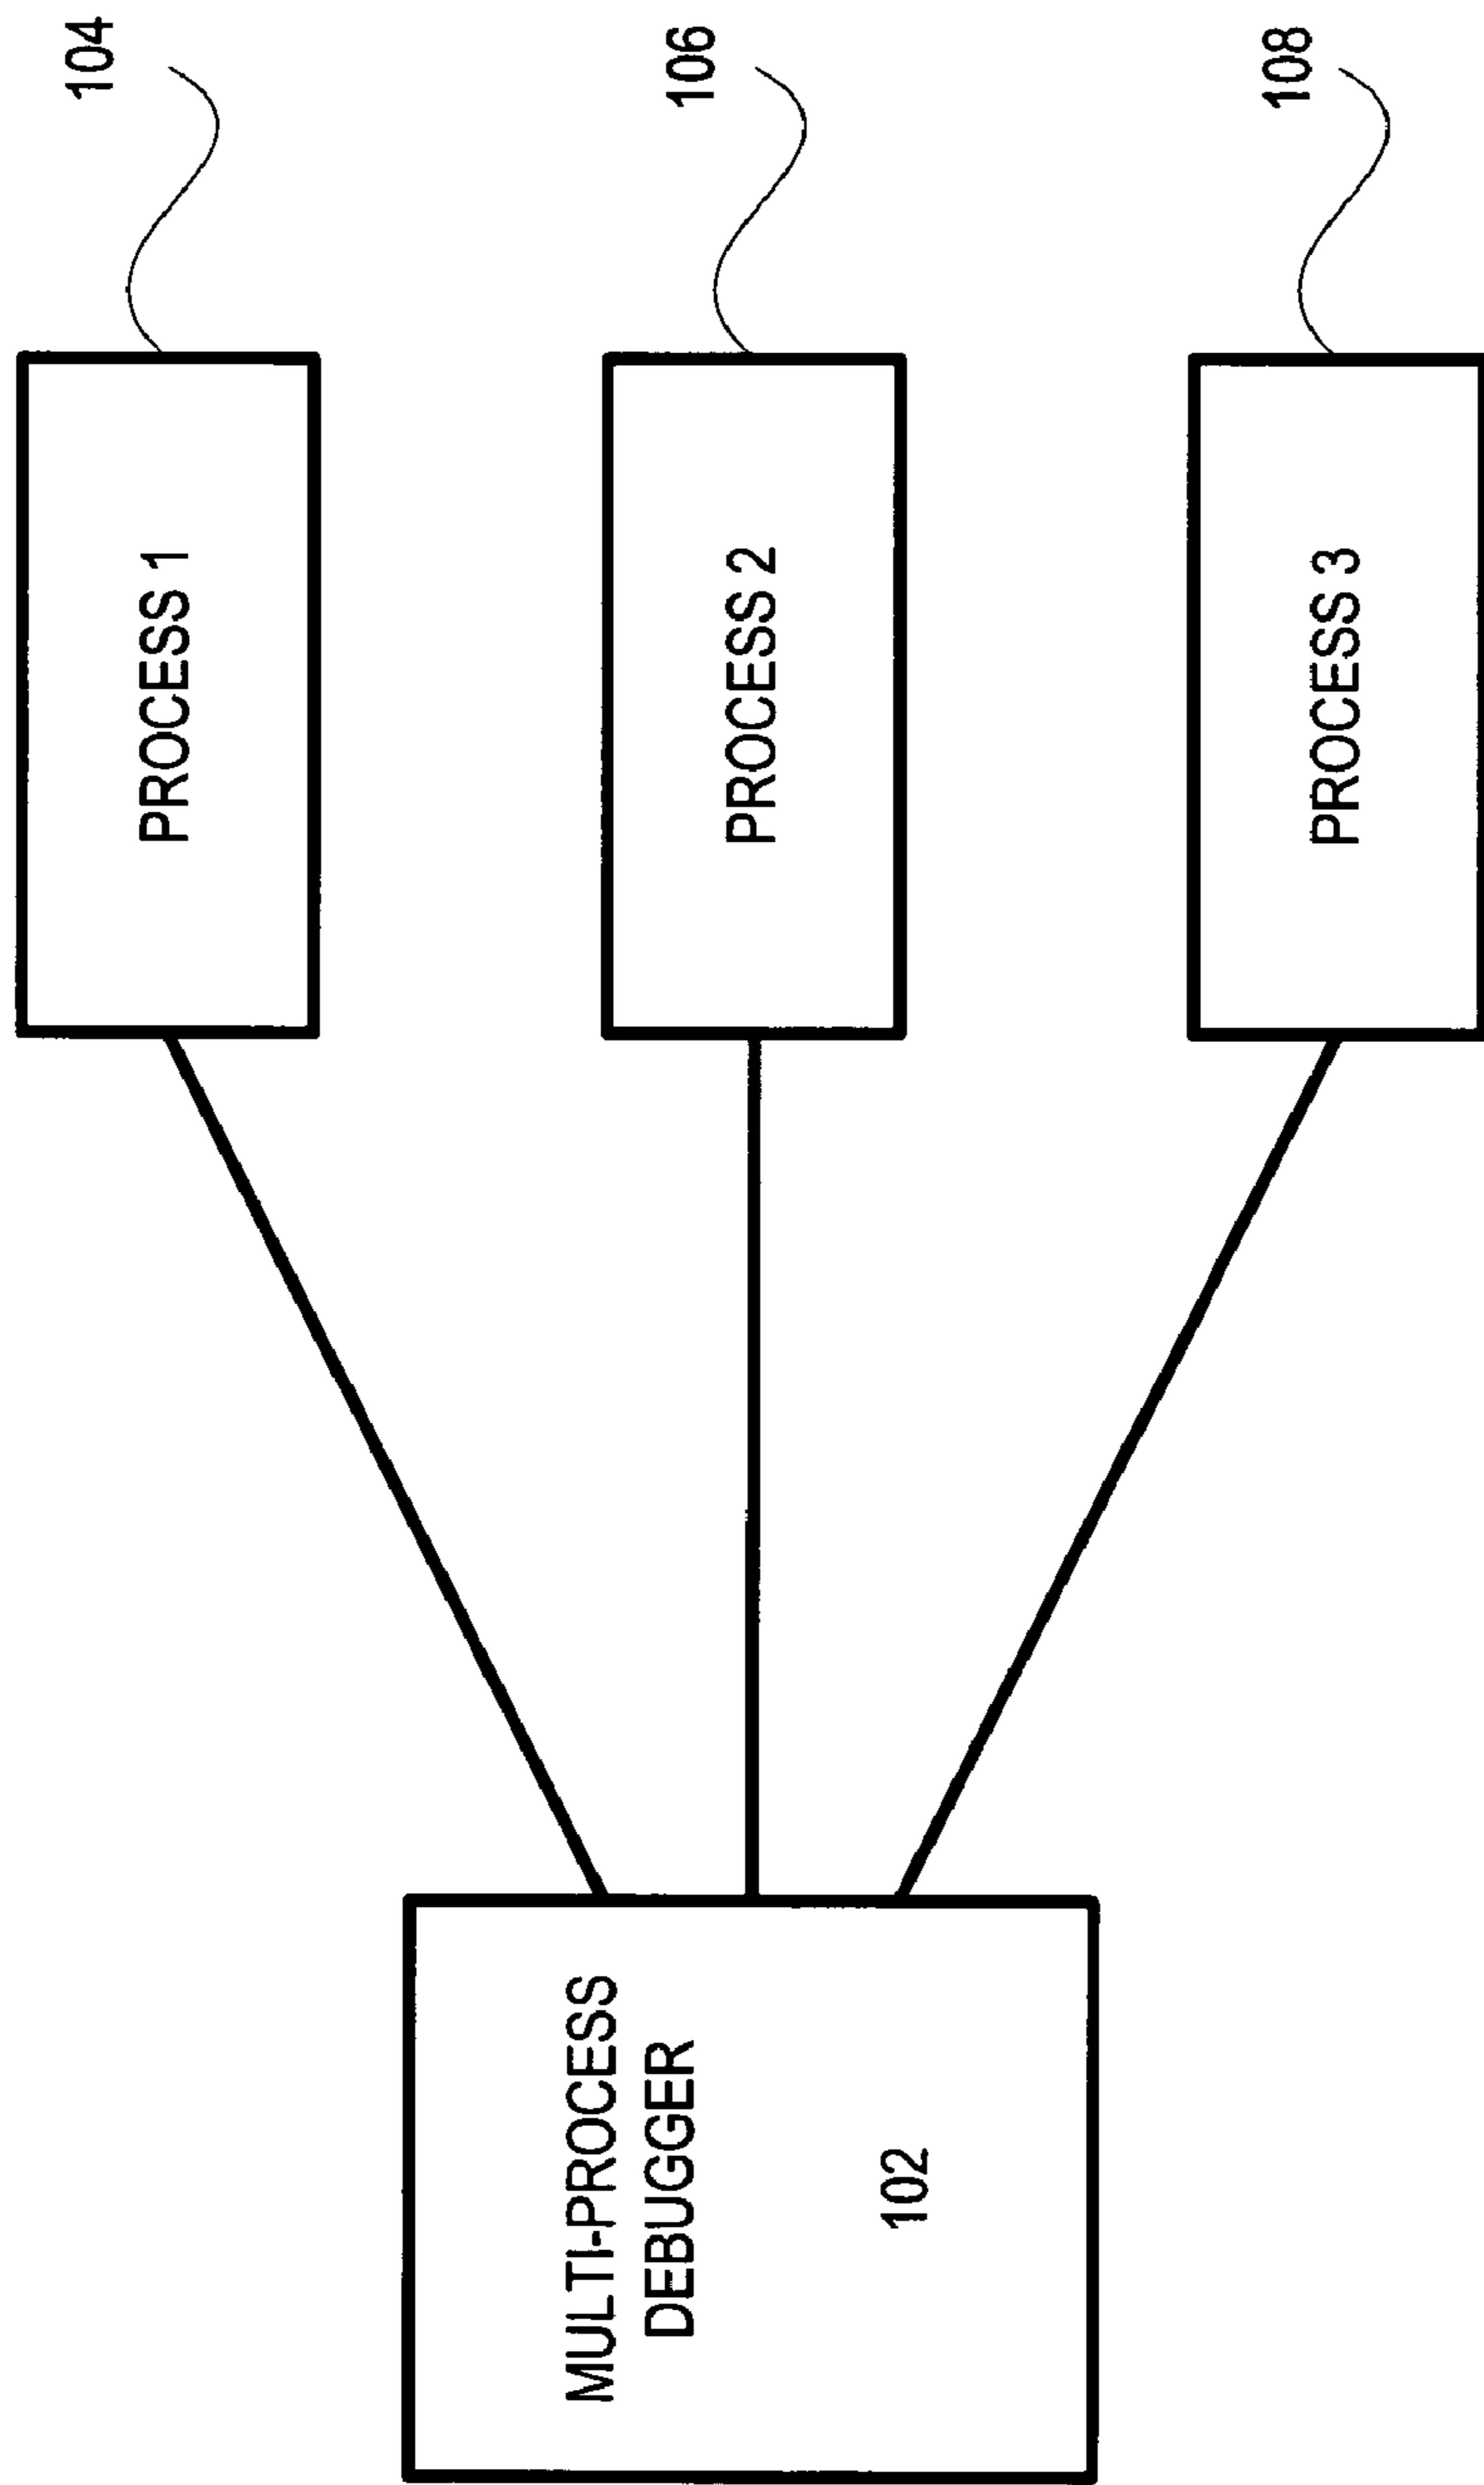 MULTI-PROCESS
DEBUGGER
102
PROCESS 1
104
PROCESS 2
106
PROCESS 3
108